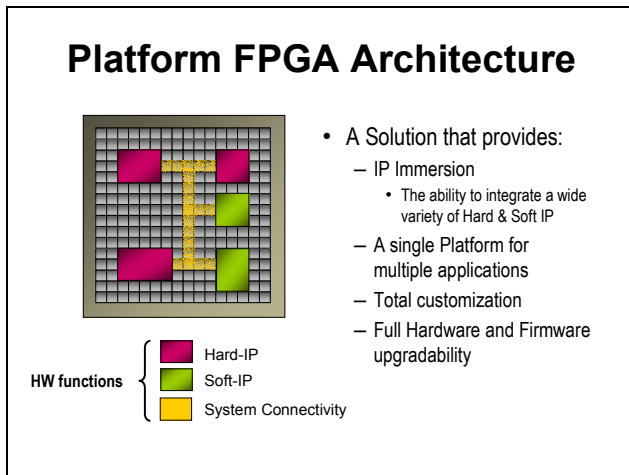 Platform FPGA Architecture
• A Solution that provides:
– IP Immersion
• The ability to integrate a wide
variety of Hard & Soft IP
– A single Platform for
multiple applications
– Total customization
– Full Hardware and Firmware
upgradability
HW functions
Hard-IP
Soft-IP
System Connectivity